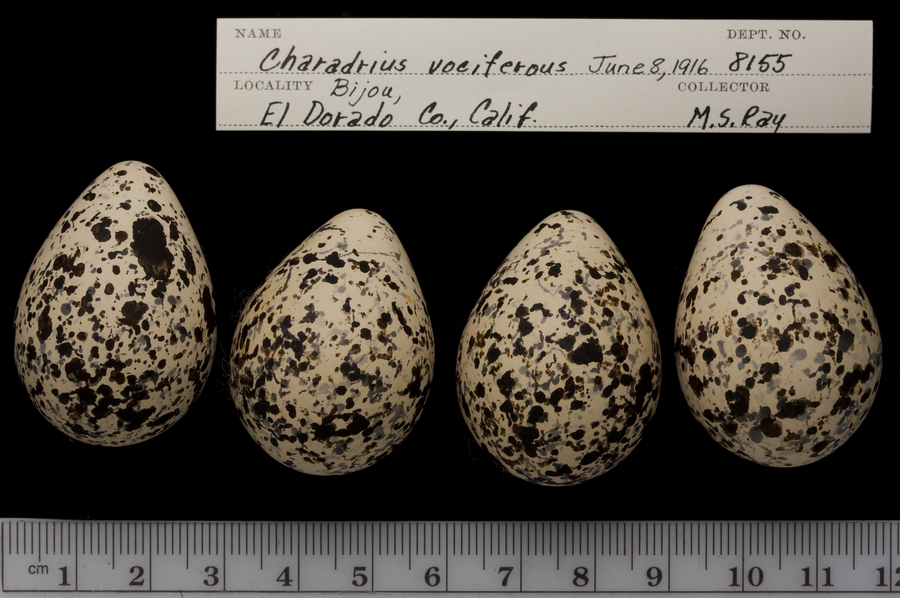 NAME DEPT. NO.
Charadrius vociferous June 8, 1916 8155
LOCALITY Bijou, COLLECTOR
El Dorado Co., Calif. M.S. Ray
cm 1 2 3 4 5 6 7 8 9 10 11 12